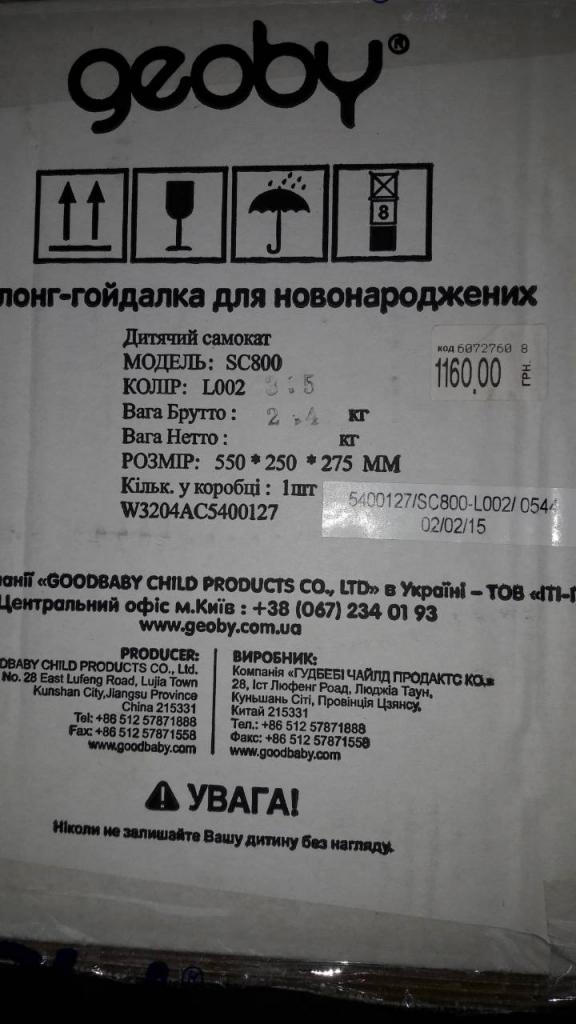 geoby®
8
лонг-гойдалка для новонароджених
Дитячий самокат
МОДЕЛЬ: SC800
КОЛІР: L002
Вага Брутто : 2.4 кг
Вага Нетто : кг
РОЗМІР: 550 * 250 * 275 ММ
Кільк. у коробці : 1шт
W3204AC5400127
код 6072760 8
1160,00 ГРН.
5400127/SC800-L002/ 0544
02/02/15
анії «GOODBABY CHILD PRODUCTS CO., LTD» в Україні – ТОВ «ІТІ-
Центральний офіс м.Київ : +38 (067) 234 01 93
www.geoby.com.ua
PRODUCER:
ODBABY CHILD PRODUCTS CO., Ltd.
No. 28 East Lufeng Road, Lujia Town
Kunshan City,Jiangsu Province
China 215331
Tel: +86 512 57871888
Fax: +86 512 57871558
www.goodbaby.com
ВИРОБНИК:
Компанія «ГУДБЕБІ ЧАЙЛД ПРОДАКТС КО.»
28, Іст Люфенг Роад, Люджіа Таун,
Куньшань Сіті, Провінція Цзянсу,
Китай 215331
Тел.: +86 512 57871888
Факс: +86 512 57871558
www.goodbaby.com
УВАГА!
Ніколи не залишайте Вашу дитину без нагляду.